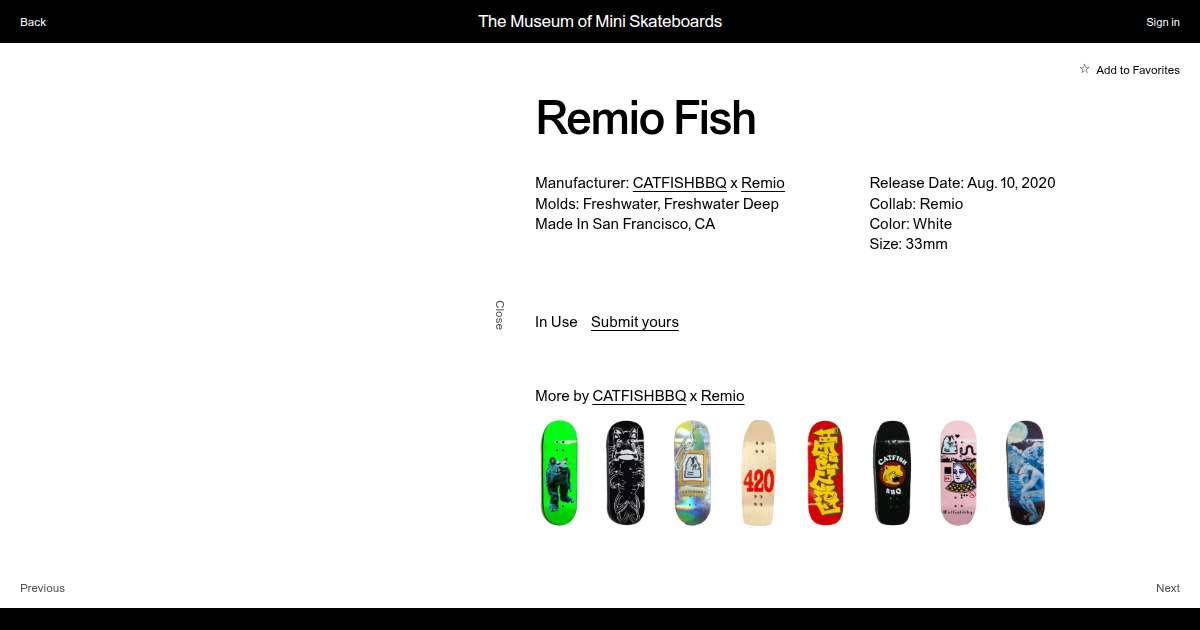 Back
The Museum of Mini Skateboards
Sign in
☆ Add to Favorites
Remio Fish
Manufacturer: CATFISHBBQ x Remio
Molds: Freshwater, Freshwater Deep
Made In San Francisco, CA
Release Date: Aug. 10, 2020
Collab: Remio
Color: White
Size: 33mm
Close
In Use Submit yours
More by CATFISHBBQ x Remio
420
CATFISH
BBQ
Previous
Next